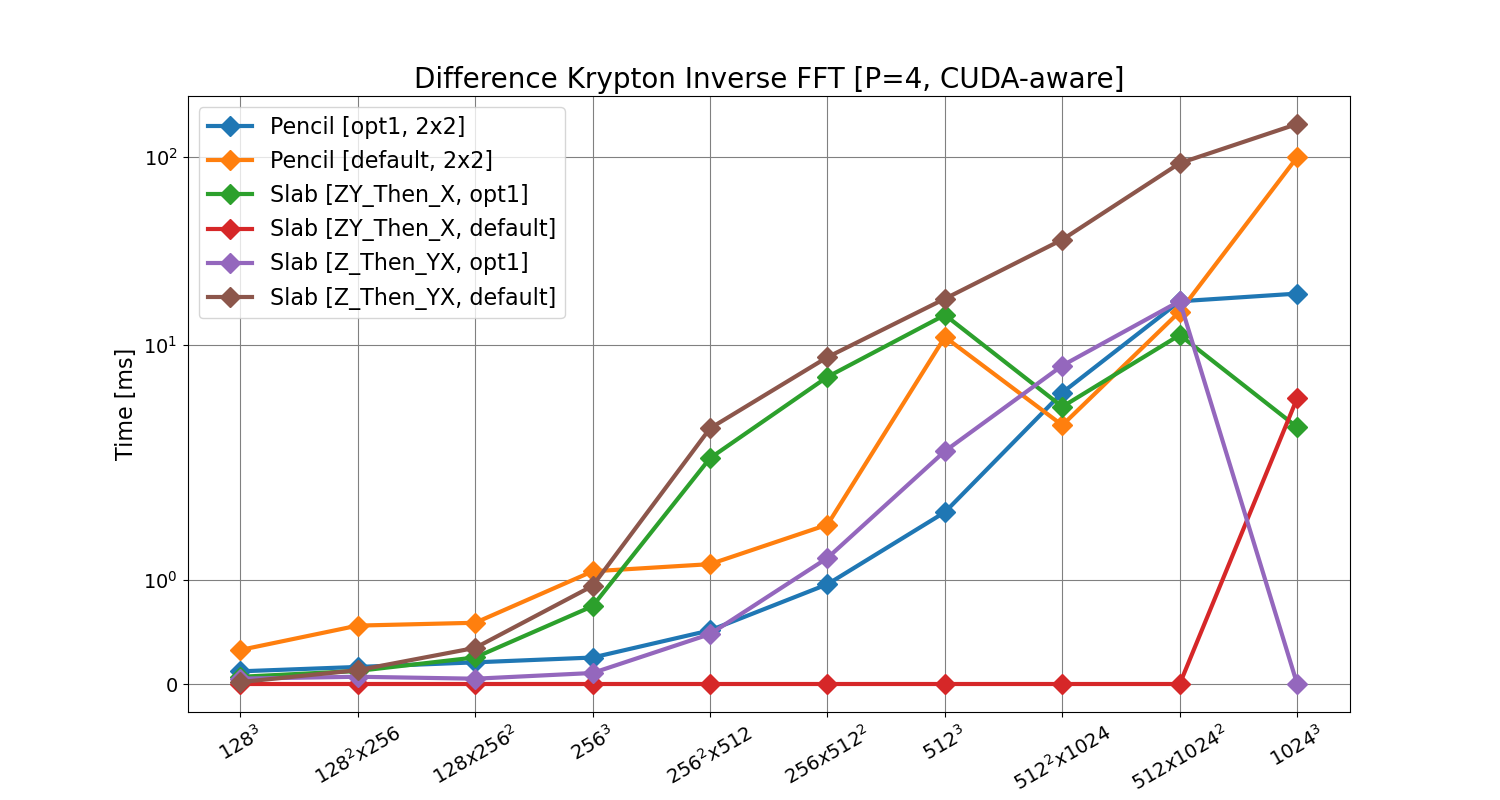 Difference Krypton Inverse FFT [P=4, CUDA-aware]
Pencil [opt1, 2x2]
Pencil [default, 2x2]
Slab [ZY_Then_X, opt1]
Slab [ZY_Then_X, default]
Slab [Z_Then_YX, opt1]
Slab [Z_Then_YX, default]
Time [ms]
10²
10¹
10⁰
0
128³
128²x256
128x256²
256³
256²x512
256x512²
512³
512²x1024
512x1024²
1024³